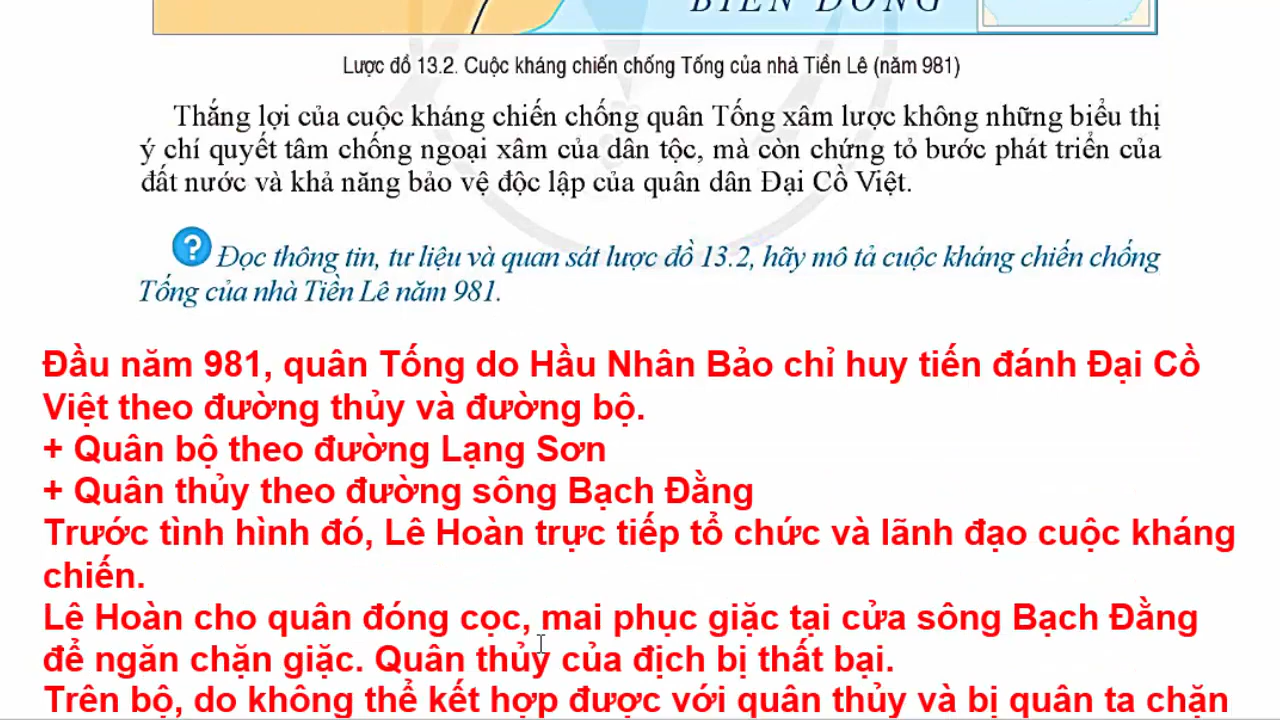 BIỂN ĐÔNG
Lược đồ 13.2. Cuộc kháng chiến chống Tống của nhà Tiền Lê (năm 981)
Thắng lợi của cuộc kháng chiến chống quân Tống xâm lược không những biểu thị
ý chí quyết tâm chống ngoại xâm của dân tộc, mà còn chứng tỏ bước phát triển của
đất nước và khả năng bảo vệ độc lập của quân dân Đại Cồ Việt.
? Đọc thông tin, tư liệu và quan sát lược đồ 13.2, hãy mô tả cuộc kháng chiến chống
Tống của nhà Tiền Lê năm 981.
Đầu năm 981, quân Tống do Hầu Nhân Bảo chỉ huy tiến đánh Đại Cồ
Việt theo đường thủy và đường bộ.
+ Quân bộ theo đường Lạng Sơn
+ Quân thủy theo đường sông Bạch Đằng
Trước tình hình đó, Lê Hoàn trực tiếp tổ chức và lãnh đạo cuộc kháng
chiến.
Lê Hoàn cho quân đóng cọc, mai phục giặc tại cửa sông Bạch Đằng
để ngăn chặn giặc. Quân thủy của địch bị thất bại.
Trên bộ, do không thể kết hợp được với quân thủy và bị quân ta chặn